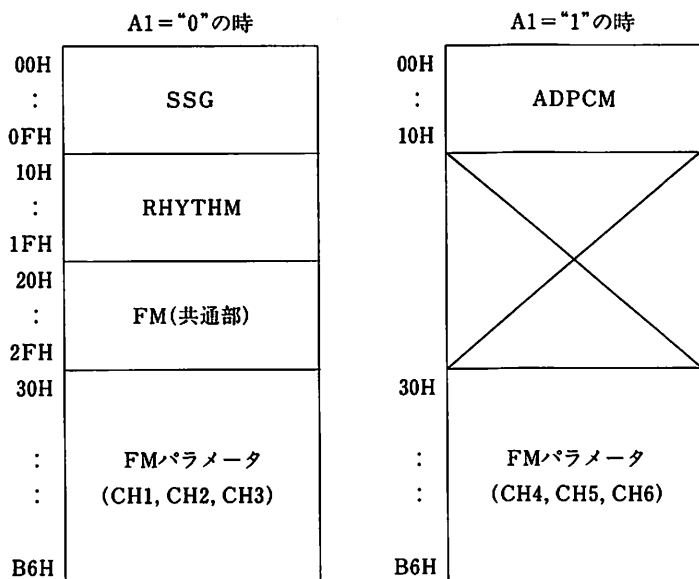 A1=“0”の時
00H
:
0FH
SSG
10H
:
1FH
RHYTHM
20H
:
2FH
FM(共通部)
30H
:
:
B6H
FMパラメータ
(CH1, CH2, CH3)
A1=“1”の時
00H
:
10H
ADPCM
30H
:
:
B6H
FMパラメータ
(CH4, CH5, CH6)